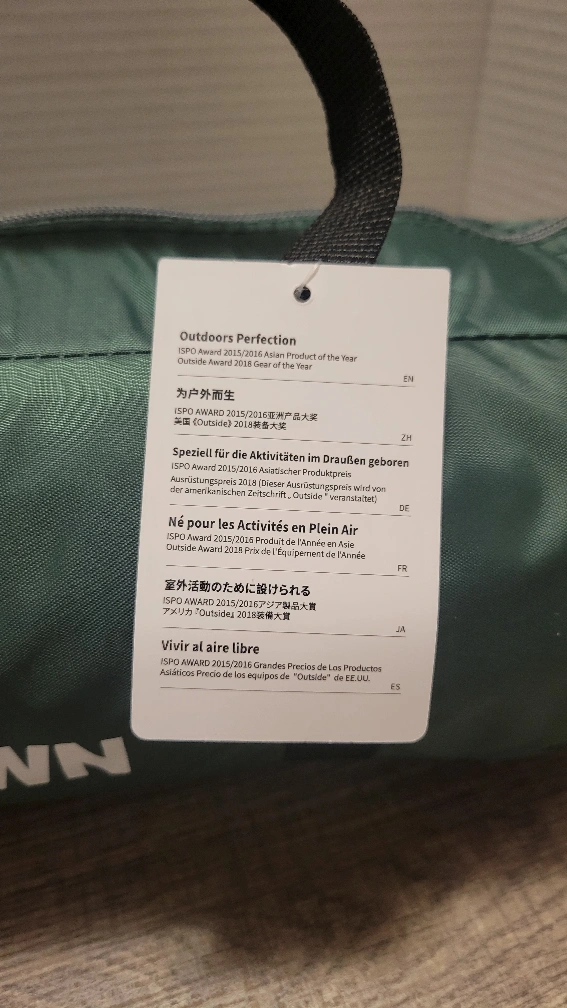 Outdoors Perfection
ISPO Award 2015/2016 Asian Product of the Year
Outside Award 2018 Gear of the Year
EN
为户外而生
ISPO AWARD 2015/2016亚洲产品大奖
美国《Outside》2018装备大奖
ZH
Speziell für die Aktivitäten im Draußen geboren
ISPO Award 2015/2016 Asiatischer Produktpreis
Ausrüstungspreis 2018 (Dieser Ausrüstungspreis wird von
der amerikanischen Zeitschrift „ Outside " veranstaltet)
DE
Né pour les Activités en Plein Air
ISPO Award 2015/2016 Produit de l'Année en Asie
Outside Award 2018 Prix de l'Équipement de l'Année
FR
室外活動のために設けられる
ISPO AWARD 2015/2016アジア製品大賞
アメリカ『Outside』2018装備大賞
JA
Vivir al aire libre
ISPO AWARD 2015/2016 Grandes Precios de Los Productos
Asiáticos Precio de los equipos de "Outside" de EE.UU.
ES
WN